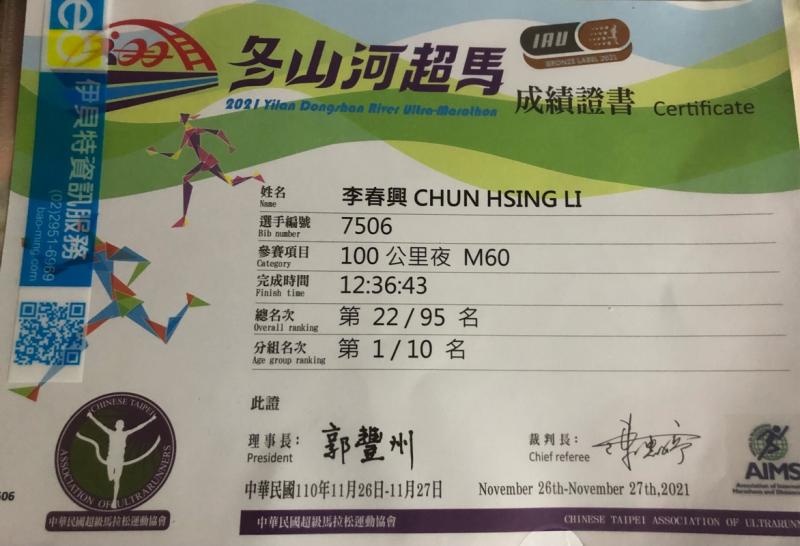 冬山河超馬
2021 Yilan Dongshan River Ultra-Marathon
IAU
BRONZE LABEL 2021
成績證書 Certificate
伊貝特資訊服務
(02)2951-6969
bao-ming.com
姓名 李春興 CHUN HSING LI
Name
選手編號 7506
Bib number
參賽項目 100 公里夜 M60
Category
完成時間 12:36:43
Finish time
總名次 第 22 / 95 名
Overall ranking
分組名次 第 1 / 10 名
Age group ranking
此證
理事長: 郭豐州
President
裁判長:
Chief referee
中華民國110年11月26日-11月27日 November 26th-November 27th,2021
CHINESE TAIPEI
ASSOCIATION OF ULTRARUNNERS
中華民國超級馬拉松運動協會
AIMS
中華民國超級馬拉松運動協會 CHINESE TAIPEI ASSOCIATION OF ULTRARUNN